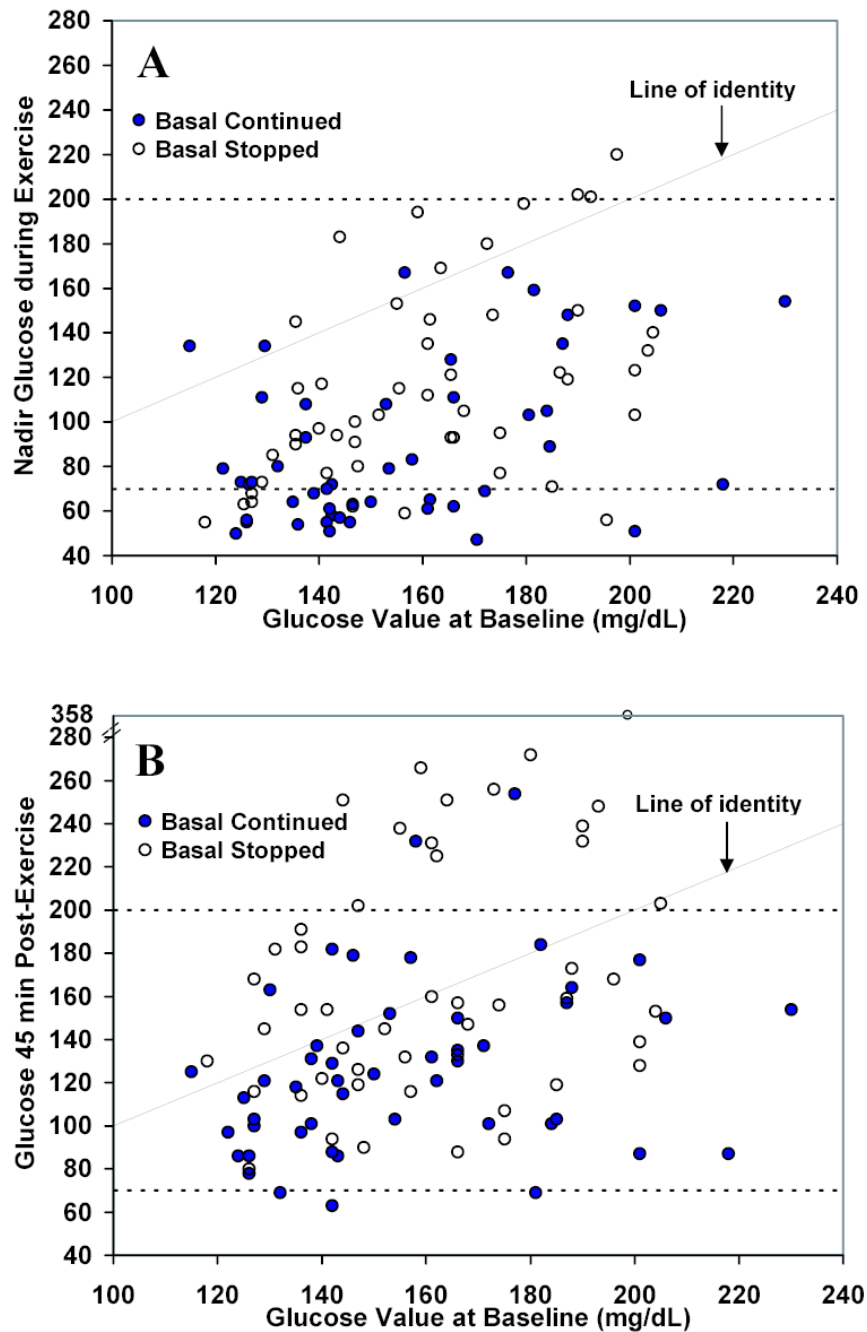 280
260
240
220
200
180
160
140
120
100
80
60
40
Nadir Glucose during Exercise
A
Basal Continued
Basal Stopped
Line of identity
100 120 140 160 180 200 220 240
Glucose Value at Baseline (mg/dL)
358
280
260
240
220
200
180
160
140
120
100
80
60
40
Glucose 45 min Post-Exercise
B
Basal Continued
Basal Stopped
Line of identity
100 120 140 160 180 200 220 240
Glucose Value at Baseline (mg/dL)